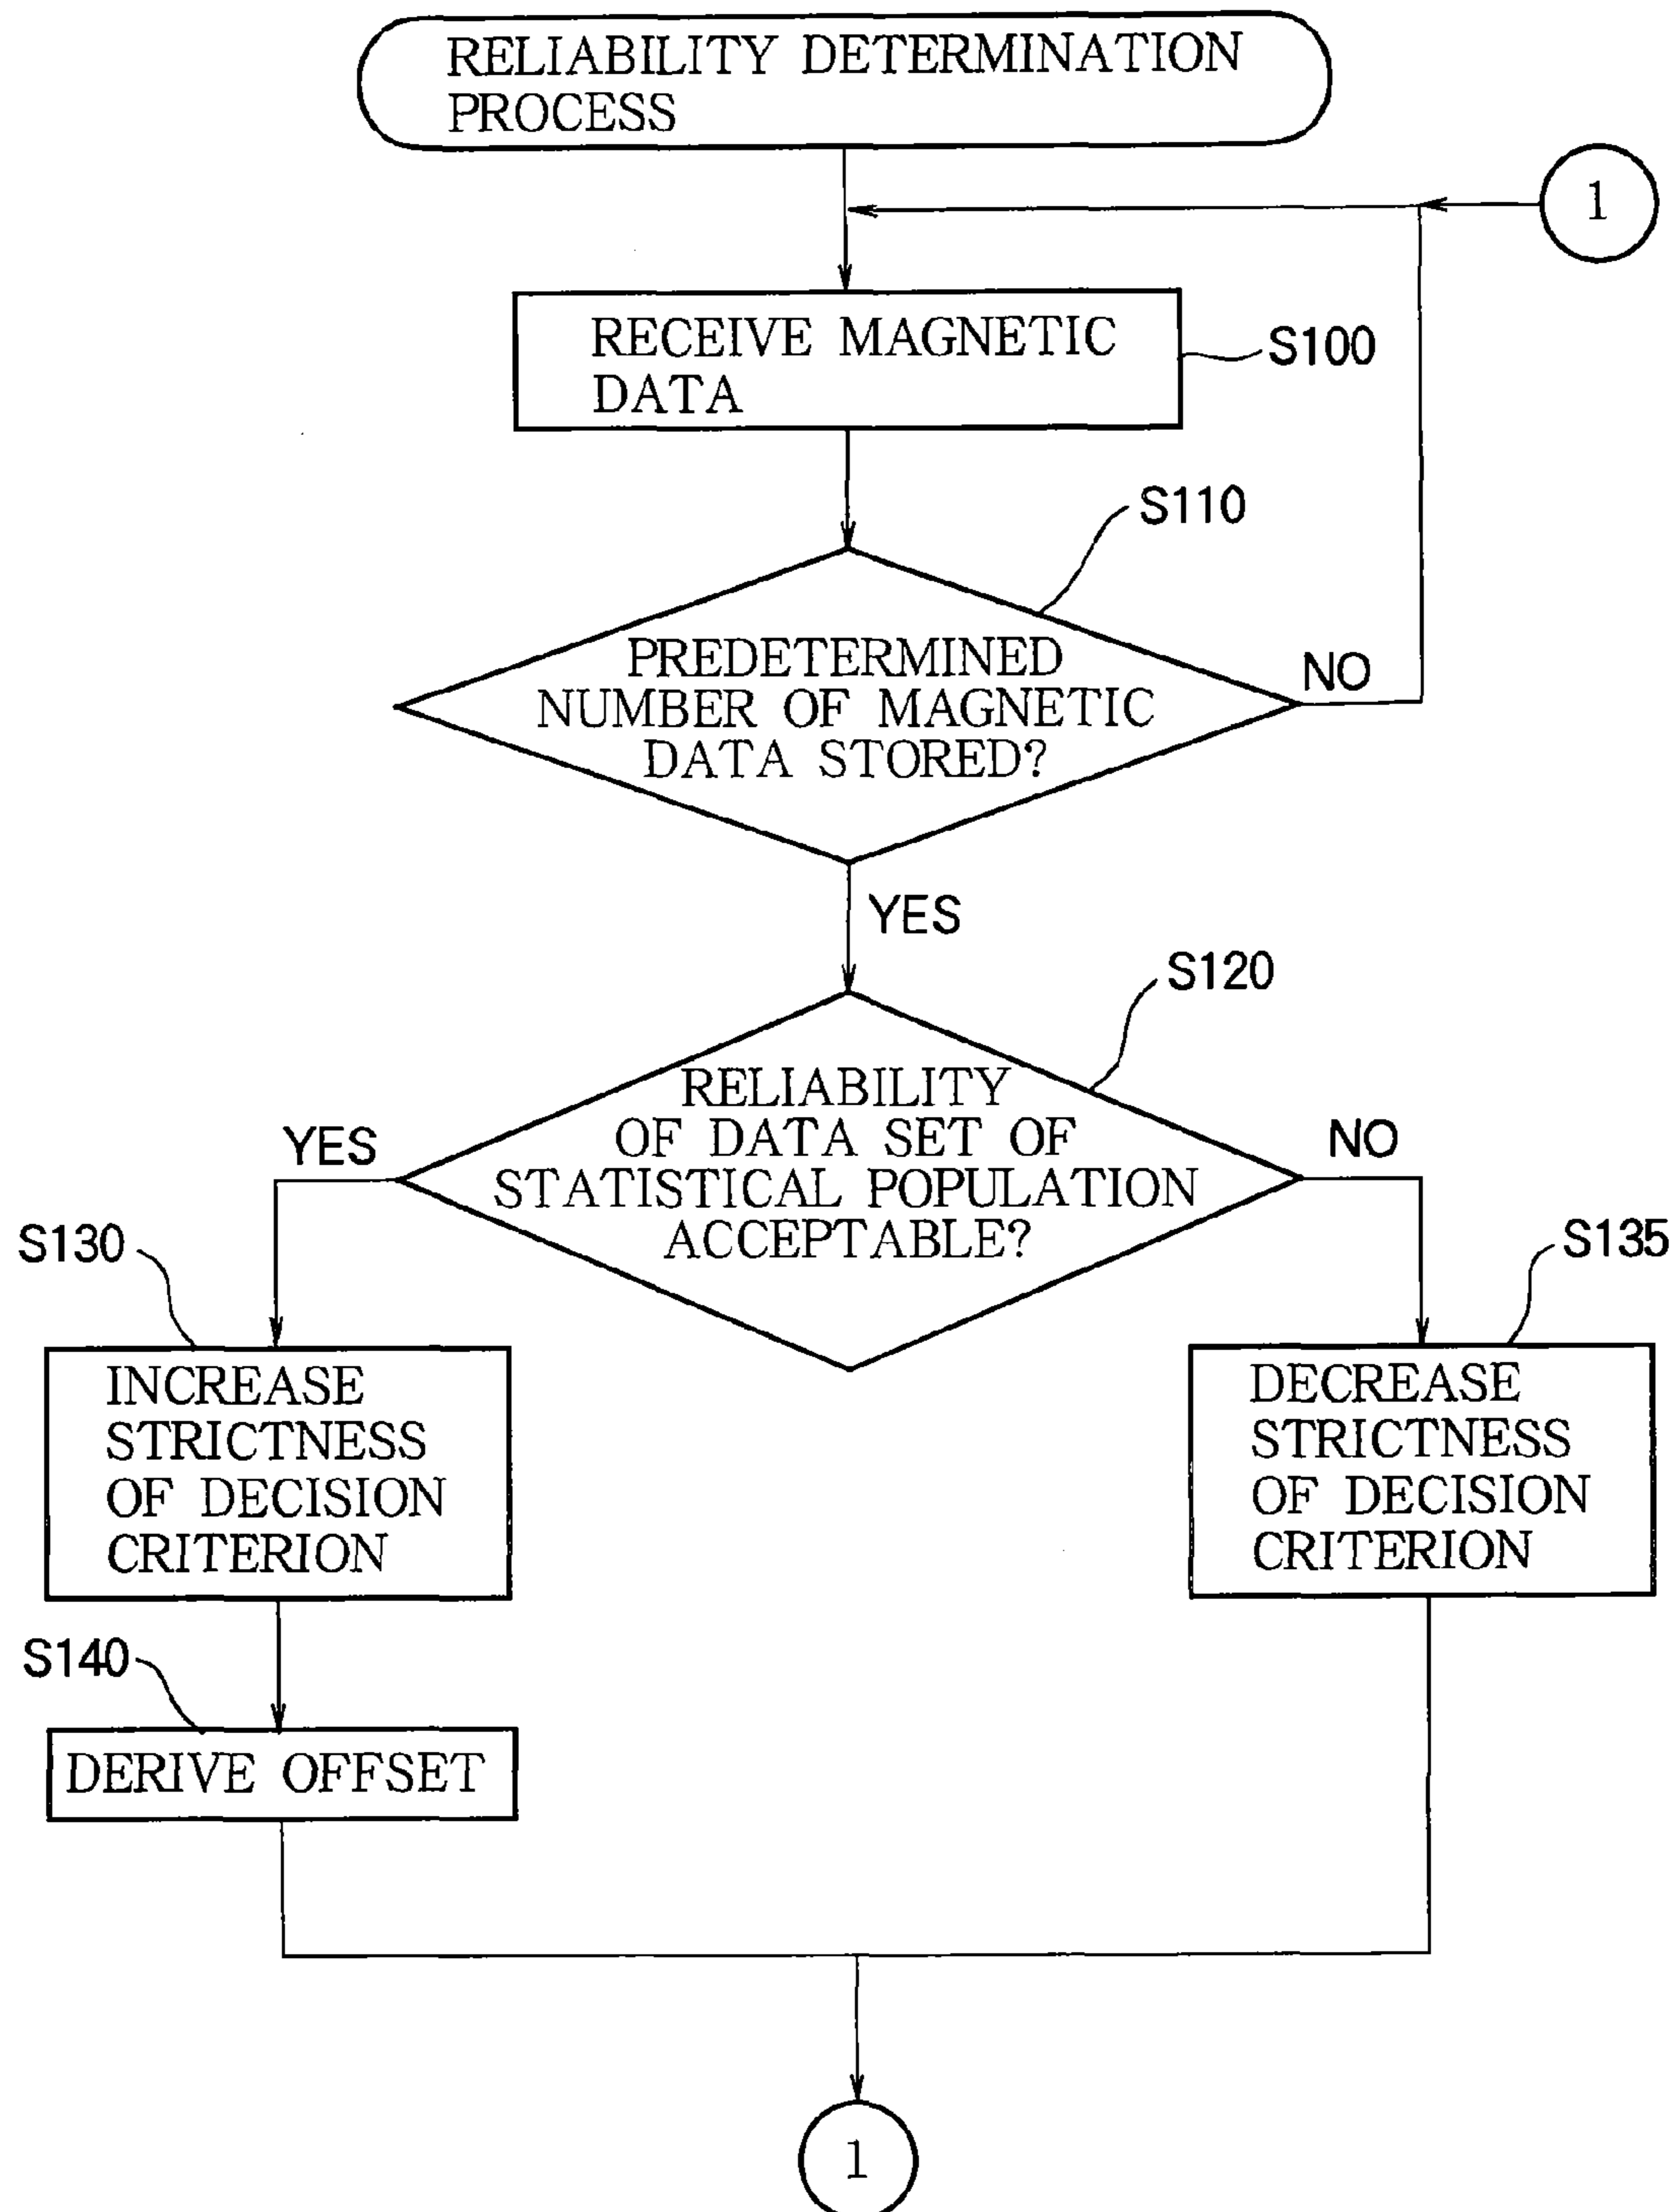 RELIABILITY DETERMINATION
PROCESS
1
RECEIVE MAGNETIC
DATA
S100
S110
PREDETERMINED
NUMBER OF MAGNETIC
DATA STORED?
NO
YES
S120
RELIABILITY
OF DATA SET OF
STATISTICAL POPULATION
ACCEPTABLE?
YES
NO
S130
S135
INCREASE
STRICTNESS
OF DECISION
CRITERION
DECREASE
STRICTNESS
OF DECISION
CRITERION
S140
DERIVE OFFSET
1